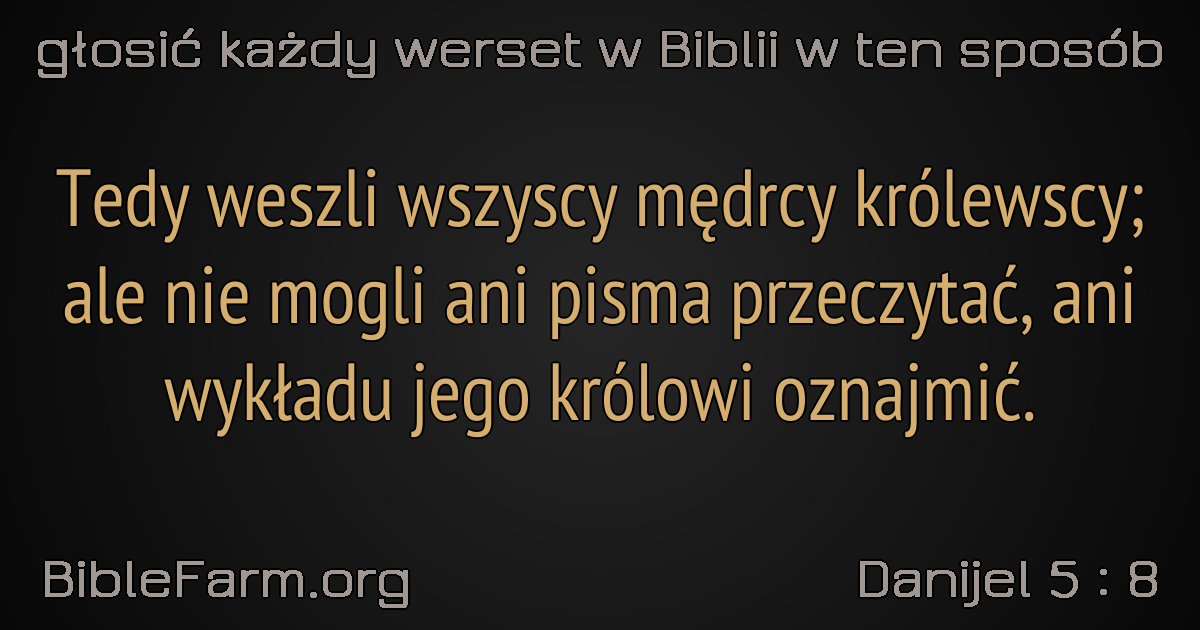 głosić każdy werset w Biblii w ten sposób
Tedy weszli wszyscy mędrcy królewscy;
ale nie mogli ani pisma przeczytać, ani
wykładu jego królowi oznajmić.
BibleFarm.org
Danijel 5 : 8